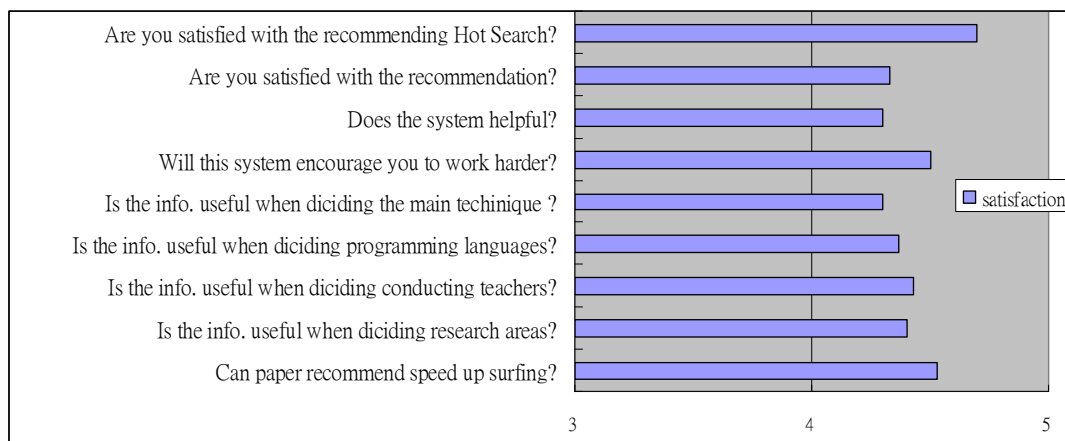 Are you satisfied with the recommending Hot Search?
Are you satisfied with the recommendation?
Does the system helpful?
Will this system encourage you to work harder?
Is the info. useful when diciding the main techinique ?
Is the info. useful when diciding programming languages?
Is the info. useful when diciding conducting teachers?
Is the info. useful when diciding research areas?
Can paper recommend speed up surfing?
satisfaction
3 4 5